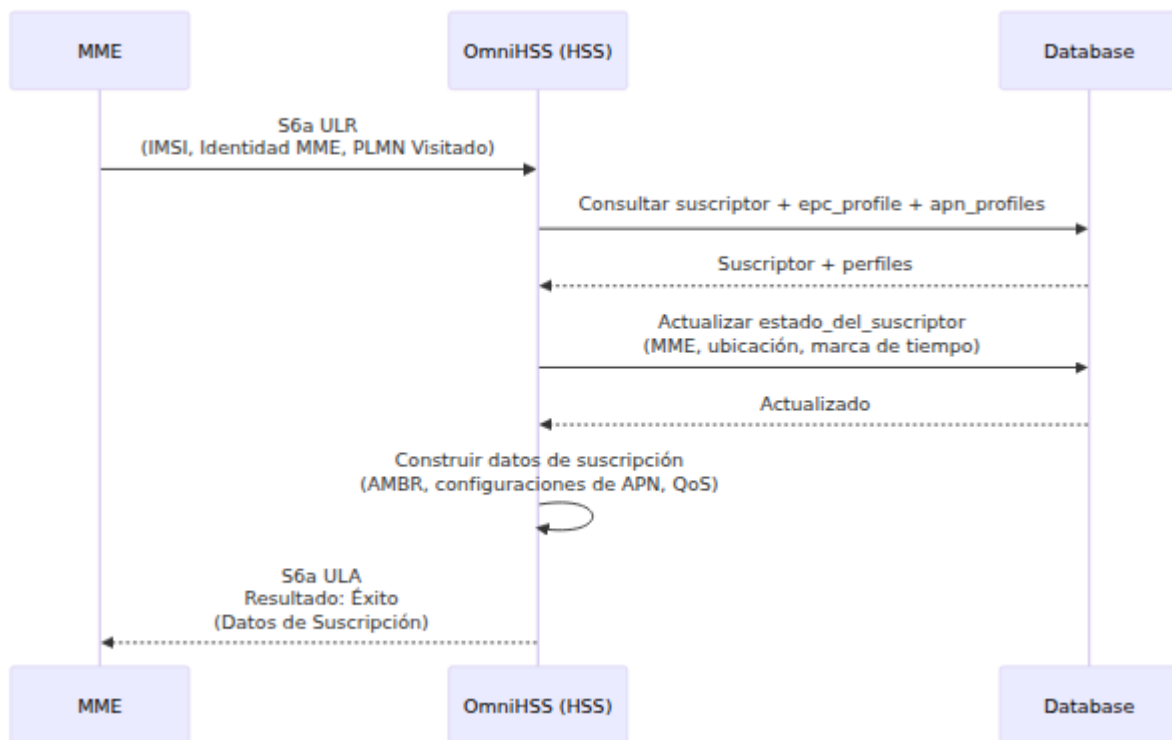 MME
OmniHSS (HSS)
Database
S6a ULR
(IMSI, Identidad MME, PLMN Visitado)
Consultar suscriptor + epc_profile + apn_profiles
Suscriptor + perfiles
Actualizar estado_del_suscriptor
(MME, ubicación, marca de tiempo)
Actualizado
Construir datos de suscripción
(AMBR, configuraciones de APN, QoS)
S6a ULA
Resultado: Éxito
(Datos de Suscripción)
MME
OmniHSS (HSS)
Database